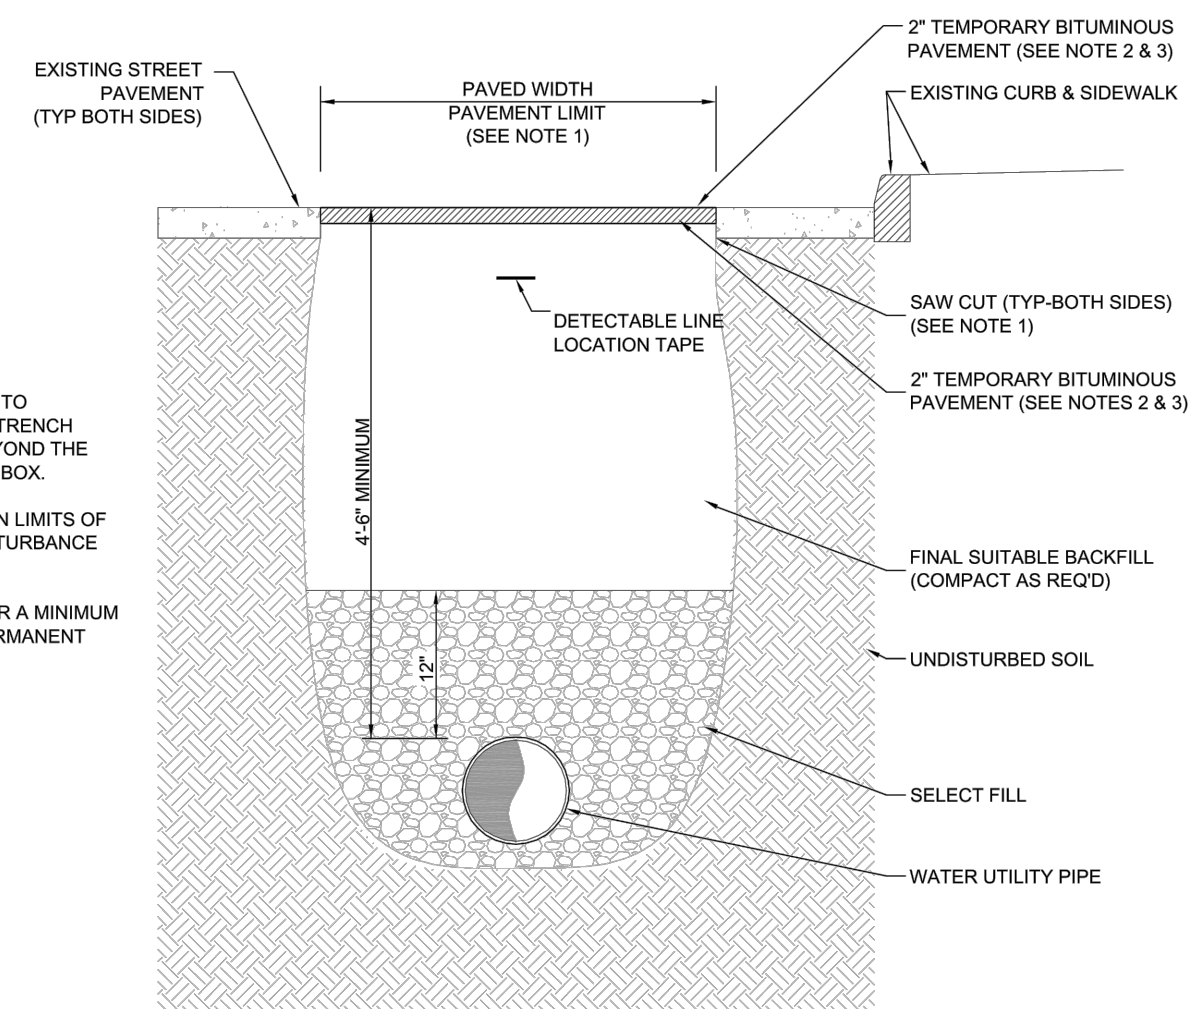 2" TEMPORARY BITUMINOUS
PAVEMENT (SEE NOTE 2 & 3)
EXISTING STREET
PAVEMENT
(TYP BOTH SIDES)
PAVED WIDTH
PAVEMENT LIMIT
(SEE NOTE 1)
EXISTING CURB & SIDEWALK
DETECTABLE LINE
LOCATION TAPE
SAW CUT (TYP-BOTH SIDES)
(SEE NOTE 1)
2" TEMPORARY BITUMINOUS
PAVEMENT (SEE NOTES 2 & 3)
TO
TRENCH
YOND THE
BOX.
N LIMITS OF
TURBANCE
R A MINIMUM
RMANENT
4'-6" MINIMUM
12"
FINAL SUITABLE BACKFILL
(COMPACT AS REQ'D)
UNDISTURBED SOIL
SELECT FILL
WATER UTILITY PIPE